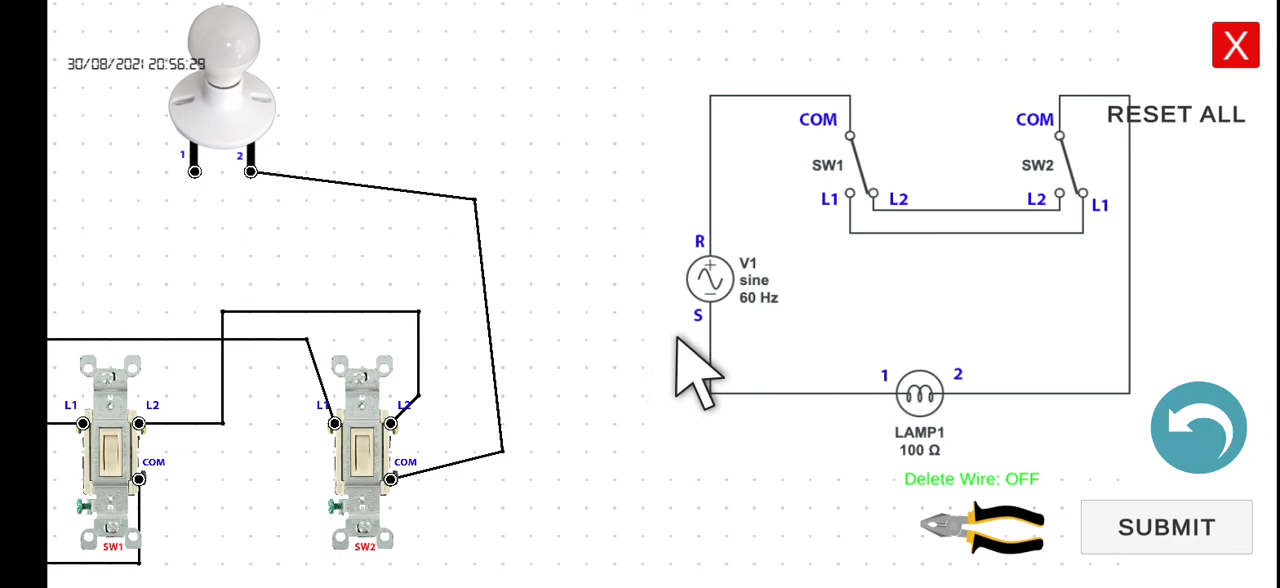 30/08/2021 20:56:29
X
RESET ALL
COM
COM
1
2
SW1
SW2
L1
L2
L2
L1
R
+
V1
sine
60 Hz
S
1
2
L1
L2
L1
L2
LAMP1
100 Ω
COM
COM
Delete Wire: OFF
SUBMIT
SW1
SW2